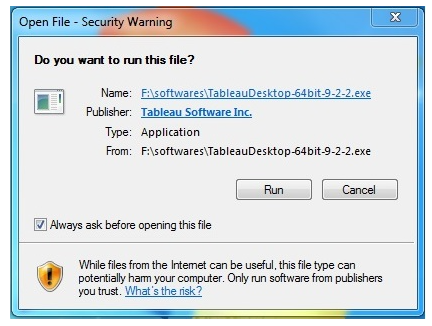 Open File - Security Warning
Do you want to run this file?
Name: F:\softwares\TableauDesktop-64bit-9-2-2.exe
Publisher: Tableau Software Inc.
Type: Application
From: F:\softwares\TableauDesktop-64bit-9-2-2.exe
Run Cancel
Always ask before opening this file
While files from the Internet can be useful, this file type can
potentially harm your computer. Only run software from publishers
you trust. What's the risk?